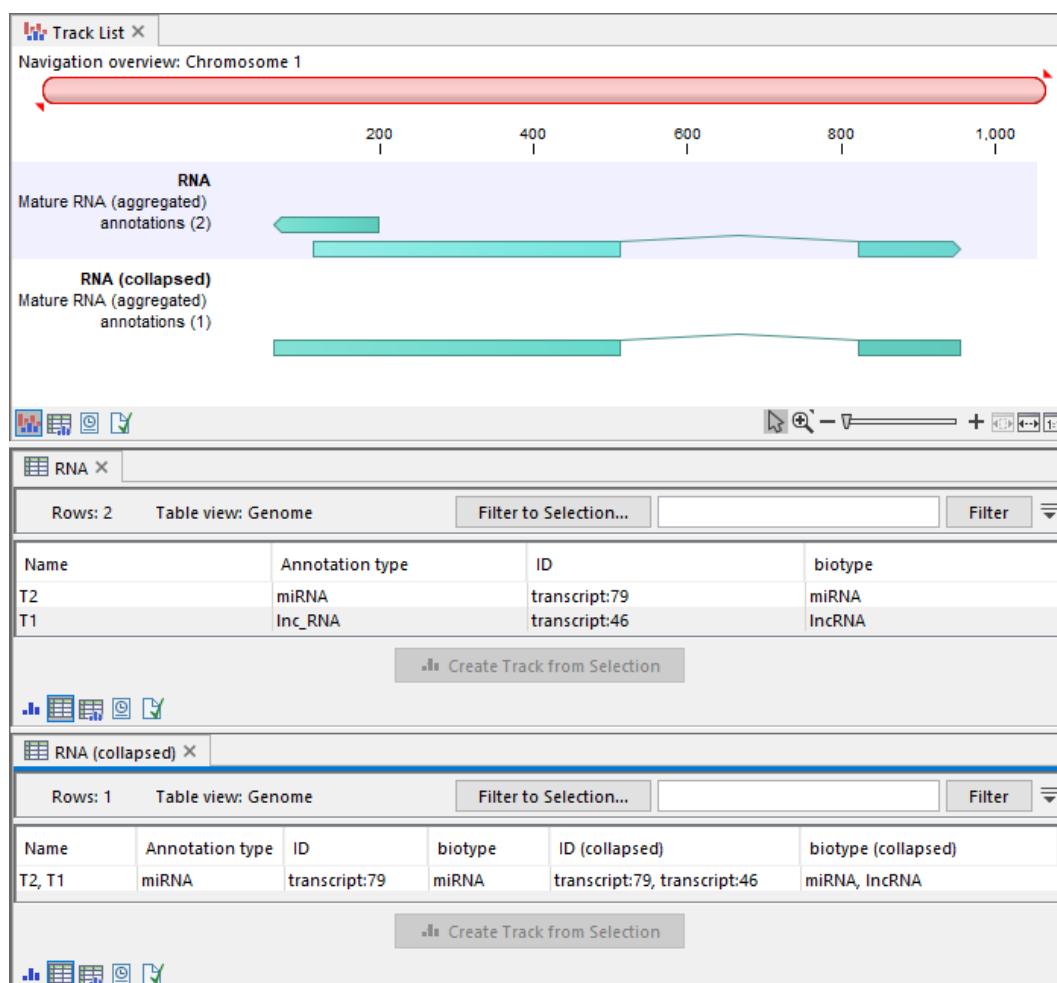 Track List
Navigation overview: Chromosome 1
200 400 600 800 1,000
RNA
Mature RNA (aggregated)
annotations (2)
RNA (collapsed)
Mature RNA (aggregated)
annotations (1)
RNA
Rows: 2 Table view: Genome Filter to Selection... Filter
Name Annotation type ID biotype
T2 miRNA transcript:79 miRNA
T1 lnc_RNA transcript:46 lncRNA
Create Track from Selection
RNA (collapsed)
Rows: 1 Table view: Genome Filter to Selection... Filter
Name Annotation type ID biotype ID (collapsed) biotype (collapsed)
T2, T1 miRNA transcript:79 miRNA transcript:79, transcript:46 miRNA, lncRNA
Create Track from Selection